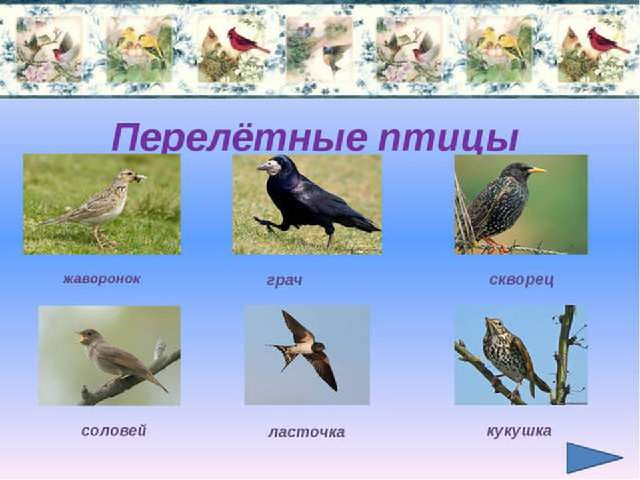 Перелётные птицы
жаворонок
грач
скворец
соловей
ласточка
кукушка